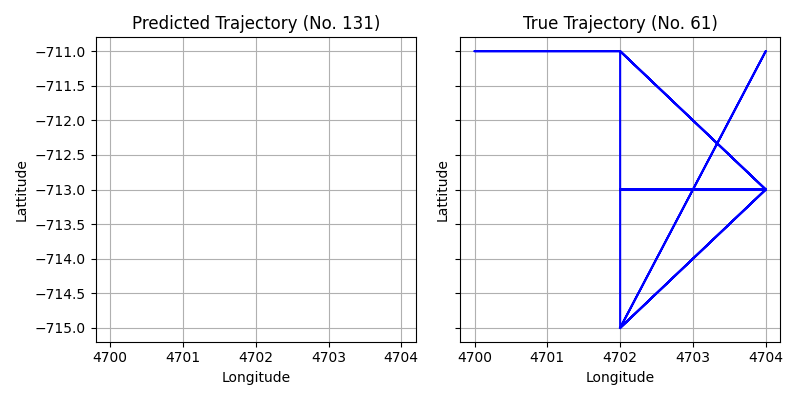 Predicted Trajectory (No. 131)
True Trajectory (No. 61)
Lattitude
−711.0
−711.5
−712.0
−712.5
−713.0
−713.5
−714.0
−714.5
−715.0
4700 4701 4702 4703 4704
Longitude
Lattitude
4700 4701 4702 4703 4704
Longitude